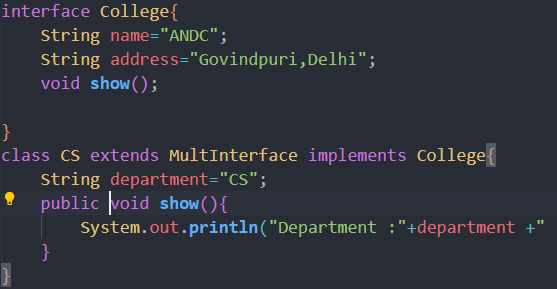 interface College{
    String name="ANDC";
    String address="Govindpuri,Delhi";
    void show();

}
class CS extends MultInterface implements College{
    String department="CS";
    public void show(){
        System.out.println("Department :"+department +"
    }
}